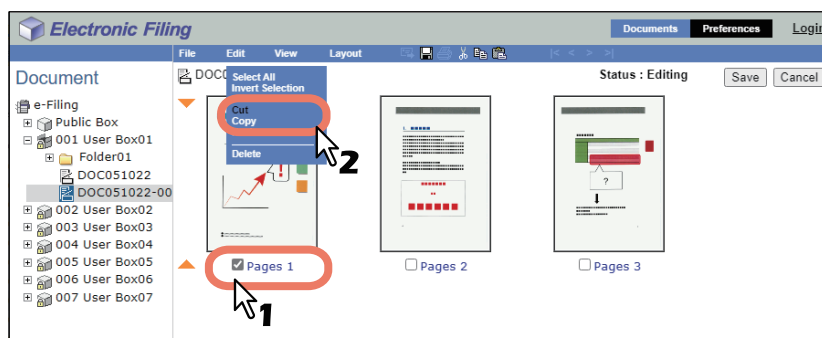 Electronic Filing
Documents Preferences Login
File Edit View Layout
|< < > >|
Document
e-Filing
Public Box
001 User Box01
Folder01
DOC051022
DOC051022-00
002 User Box02
003 User Box03
004 User Box04
005 User Box05
006 User Box06
007 User Box07
DOC
Status : Editing
Save Cancel
Select All
Invert Selection
Cut
Copy
Delete
2
!
?
Pages 1
Pages 2
Pages 3
1